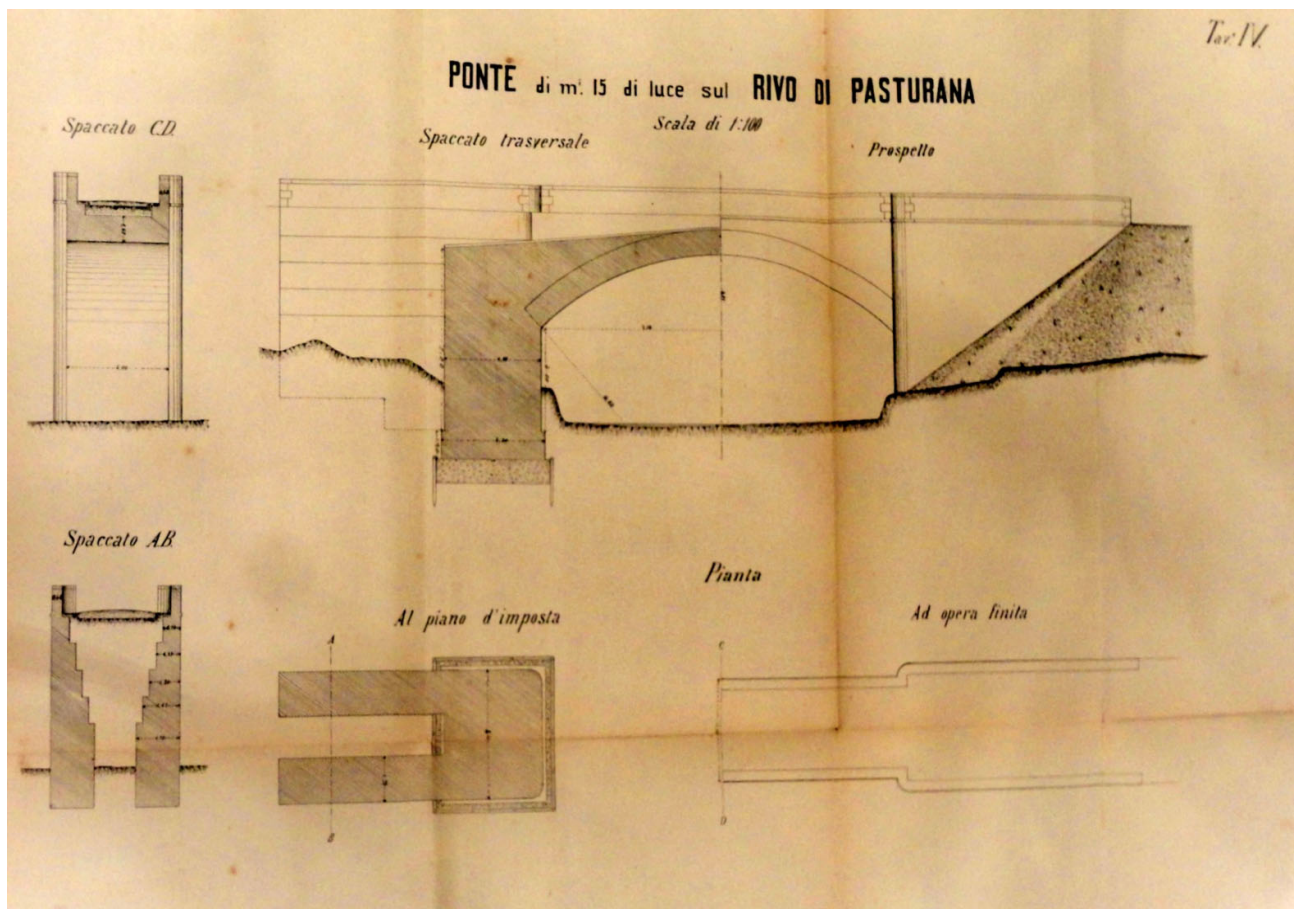 Tav. IV.
PONTE di m.i 15 di luce sul RIVO DI PASTURANA
Scala di 1:100
Spaccato C.D.
Spaccato trasversale
Prospetto
Spaccato A.B.
Pianta
Al piano d'imposta
Ad opera finita
A
C
B
D